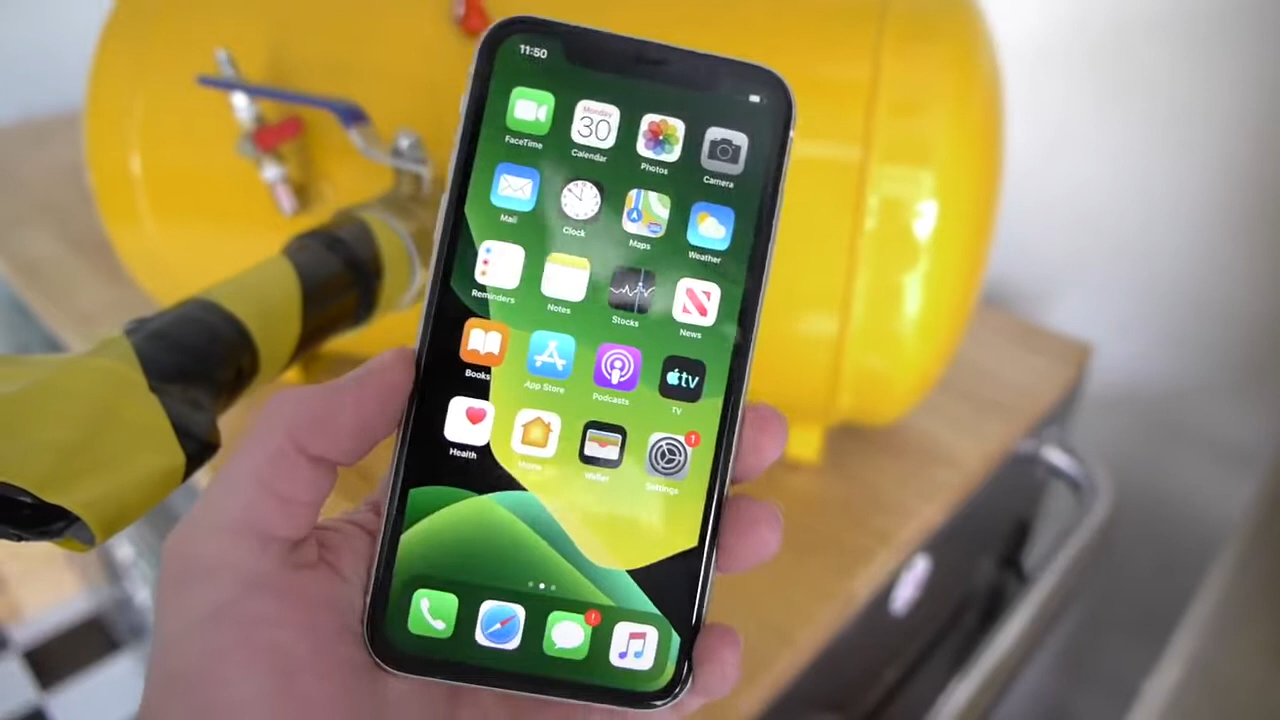 11:50
Monday
30
FaceTime
Calendar
Photos
Camera
Mail
Clock
Maps
Weather
Reminders
Notes
Stocks
News
Books
App Store
Podcasts
tv
TV
Health
Home
Wallet
1
Settings
!